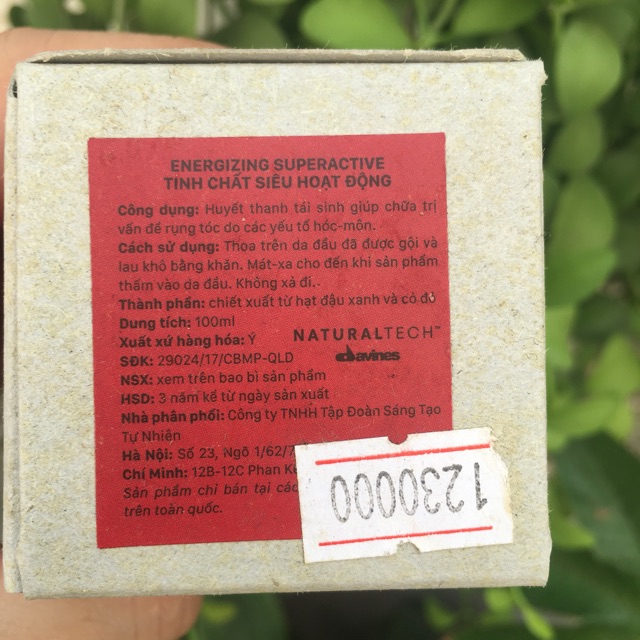 ENERGIZING SUPERACTIVE
TINH CHẤT SIÊU HOẠT ĐỘNG
Công dụng: Huyết thanh tái sinh giúp chữa trị
vấn đề rụng tóc do các yếu tố hóc-môn.
Cách sử dụng: Thoa trên da đầu đã được gội và
lau khô bằng khăn. Mát-xa cho đến khi sản phẩm
thấm vào da đầu. Không xả đi..
Thành phần: chiết xuất từ hạt đậu xanh và cỏ đỏ
Dung tích: 100ml
Xuất xứ hàng hóa: Ý
NATURALTECH™
davines
SĐK: 29024/17/CBMP-QLD
NSX: xem trên bao bì sản phẩm
HSD: 3 năm kể từ ngày sản xuất
Nhà phân phối: Công ty TNHH Tập Đoàn Sáng Tạo
Tự Nhiên
Hà Nội: Số 23, Ngõ 1/62/7
Chí Minh: 12B-12C Phan
Sản phẩm chỉ bán tại các
trên toàn quốc.
1230000